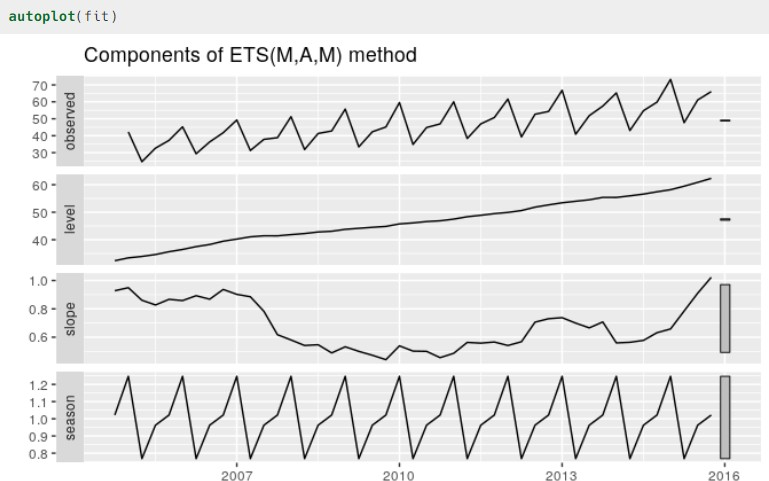 autoplot(fit)
Components of ETS(M,A,M) method
observed
70
60
50
40
30
level
60
50
40
slope
1.0
0.8
0.6
season
1.2
1.1
1.0
0.9
0.8
2007 2010 2013 2016